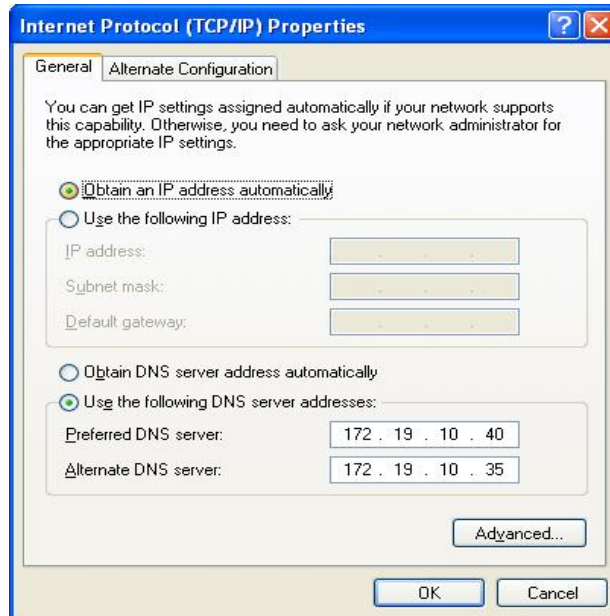 Internet Protocol (TCP/IP) Properties
General
Alternate Configuration
You can get IP settings assigned automatically if your network supports
this capability. Otherwise, you need to ask your network administrator for
the appropriate IP settings.
Obtain an IP address automatically
Use the following IP address:
IP address:
Subnet mask:
Default gateway:
Obtain DNS server address automatically
Use the following DNS server addresses:
Preferred DNS server: 172 . 19 . 10 . 40
Alternate DNS server: 172 . 19 . 10 . 35
Advanced...
OK Cancel